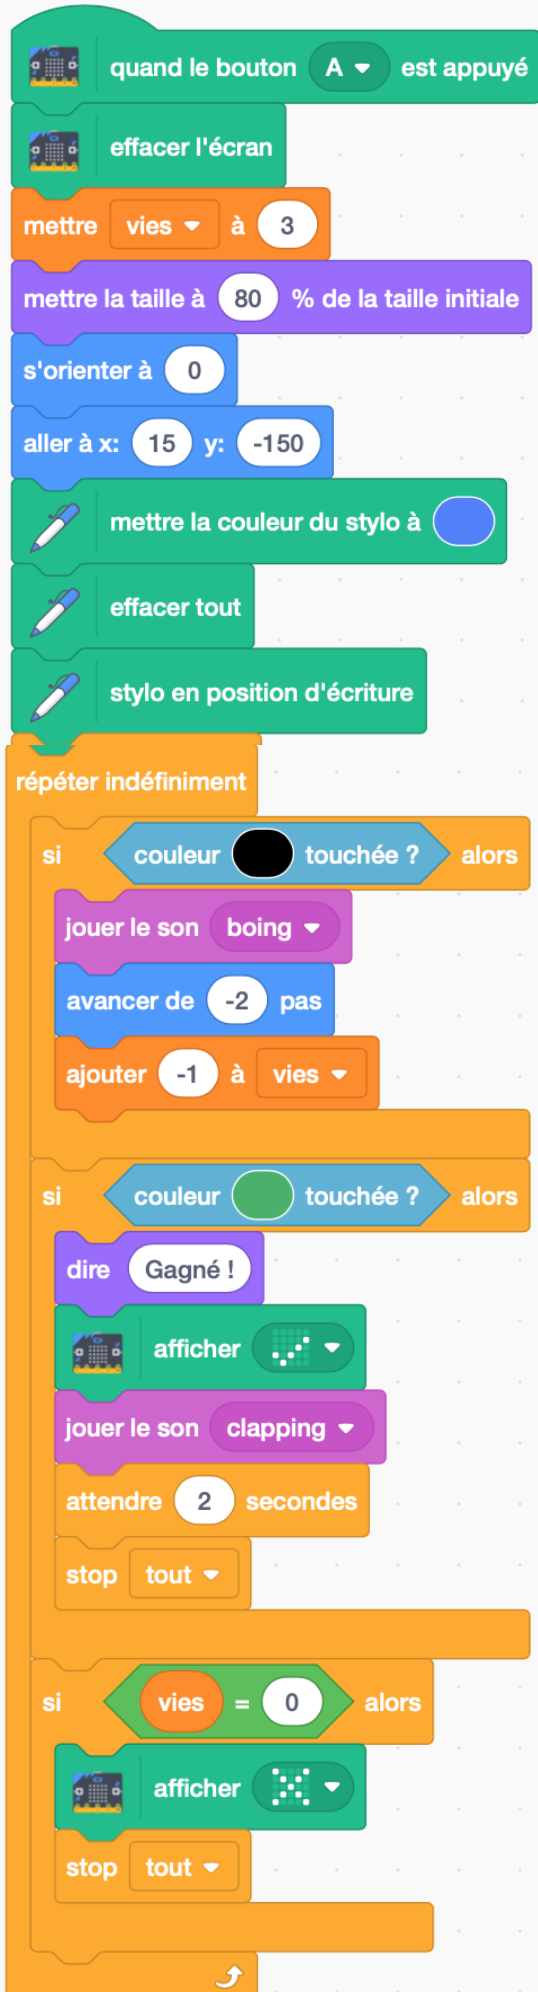 quand le bouton A est appuyé
effacer l'écran
mettre vies à 3
mettre la taille à 80 % de la taille initiale
s'orienter à 0
aller à x: 15 y: -150
mettre la couleur du stylo à
effacer tout
stylo en position d'écriture
répéter indéfiniment
si couleur touchée ? alors
jouer le son boing
avancer de -2 pas
ajouter -1 à vies
si couleur touchée ? alors
dire Gagné !
afficher
jouer le son clapping
attendre 2 secondes
stop tout
si vies = 0 alors
afficher
stop tout